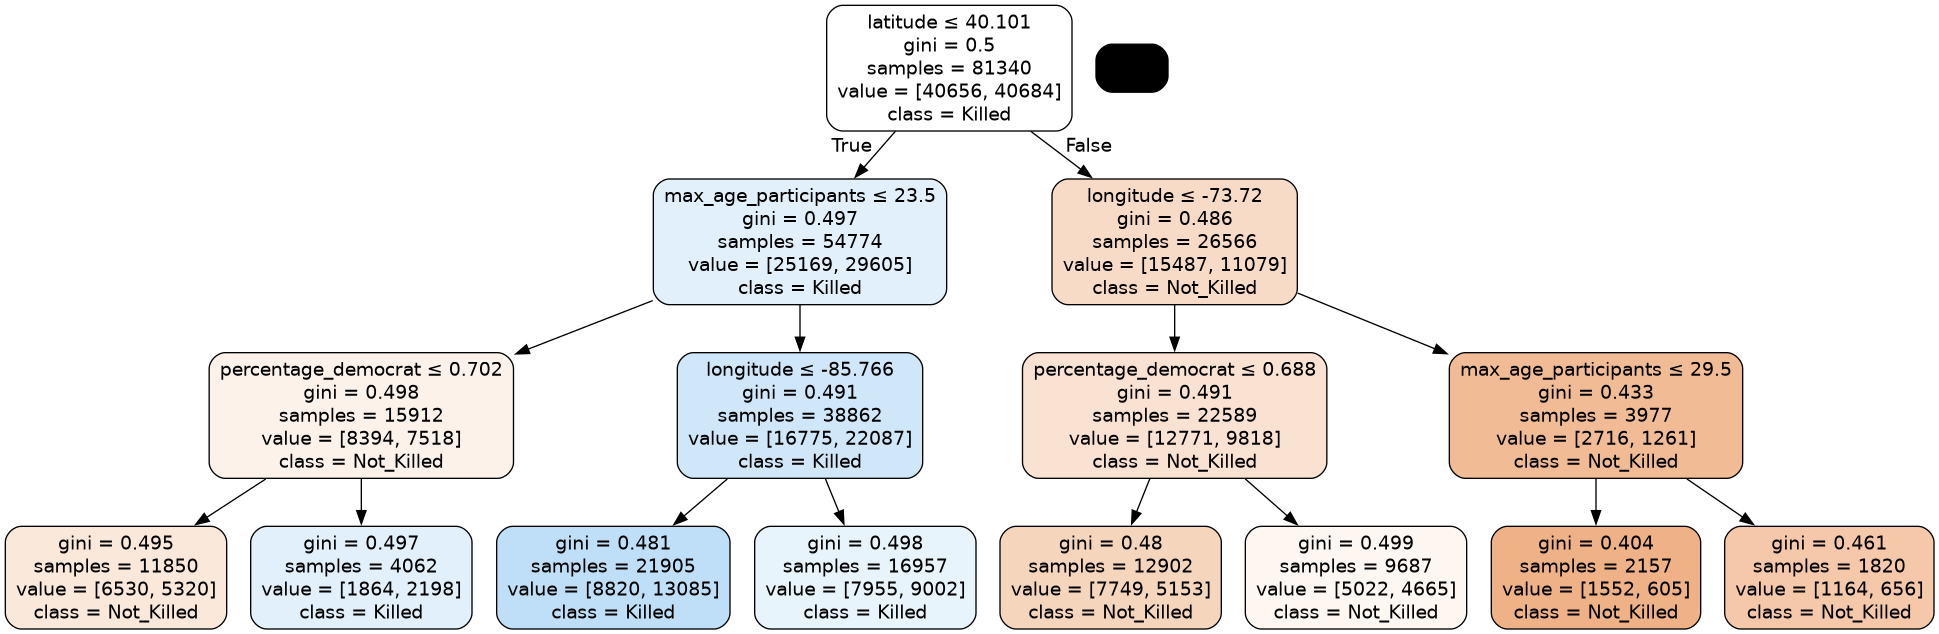 latitude ≤ 40.101
gini = 0.5
samples = 81340
value = [40656, 40684]
class = Killed
True
False
max_age_participants ≤ 23.5
gini = 0.497
samples = 54774
value = [25169, 29605]
class = Killed
longitude ≤ -73.72
gini = 0.486
samples = 26566
value = [15487, 11079]
class = Not_Killed
percentage_democrat ≤ 0.702
gini = 0.498
samples = 15912
value = [8394, 7518]
class = Not_Killed
longitude ≤ -85.766
gini = 0.491
samples = 38862
value = [16775, 22087]
class = Killed
percentage_democrat ≤ 0.688
gini = 0.491
samples = 22589
value = [12771, 9818]
class = Not_Killed
max_age_participants ≤ 29.5
gini = 0.433
samples = 3977
value = [2716, 1261]
class = Not_Killed
gini = 0.495
samples = 11850
value = [6530, 5320]
class = Not_Killed
gini = 0.497
samples = 4062
value = [1864, 2198]
class = Killed
gini = 0.481
samples = 21905
value = [8820, 13085]
class = Killed
gini = 0.498
samples = 16957
value = [7955, 9002]
class = Killed
gini = 0.48
samples = 12902
value = [7749, 5153]
class = Not_Killed
gini = 0.499
samples = 9687
value = [5022, 4665]
class = Not_Killed
gini = 0.404
samples = 2157
value = [1552, 605]
class = Not_Killed
gini = 0.461
samples = 1820
value = [1164, 656]
class = Not_Killed